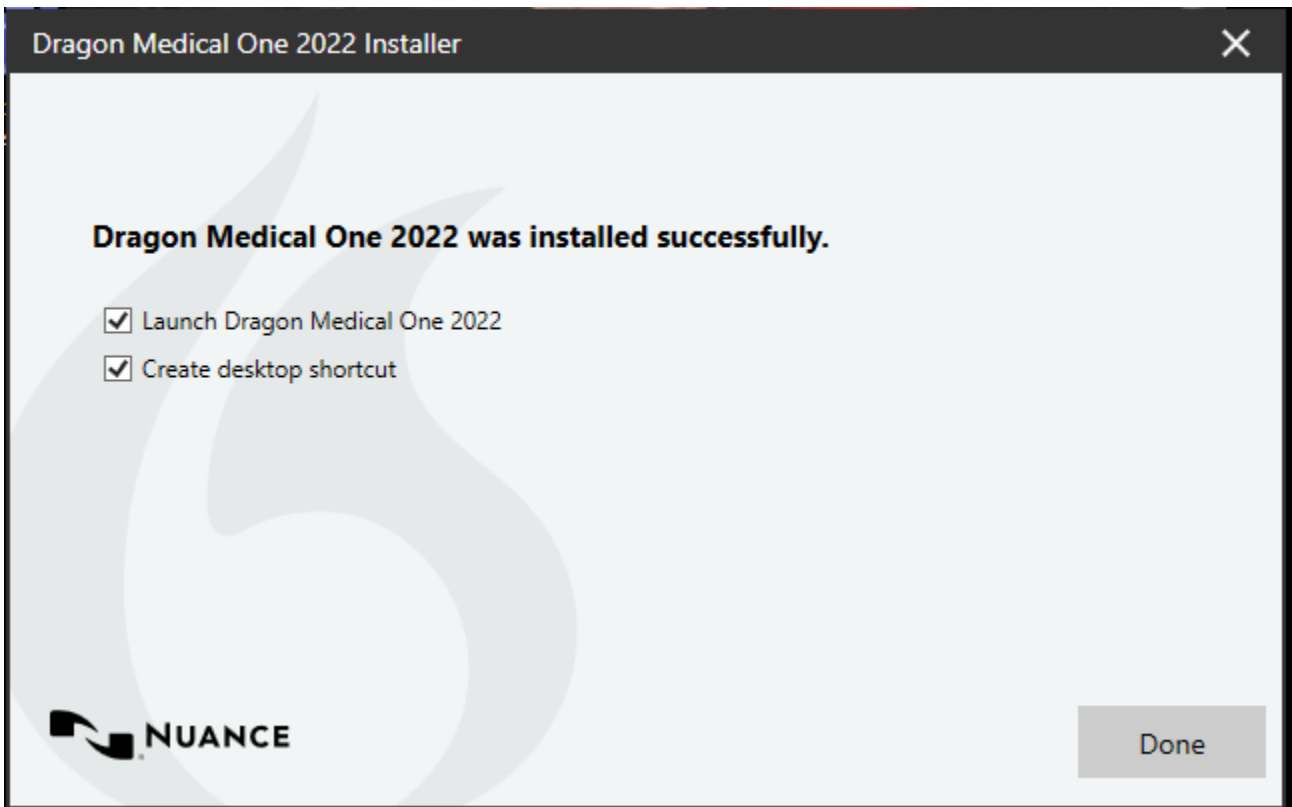 Dragon Medical One 2022 Installer
Dragon Medical One 2022 was installed successfully.
Launch Dragon Medical One 2022
Create desktop shortcut
NUANCE
Done